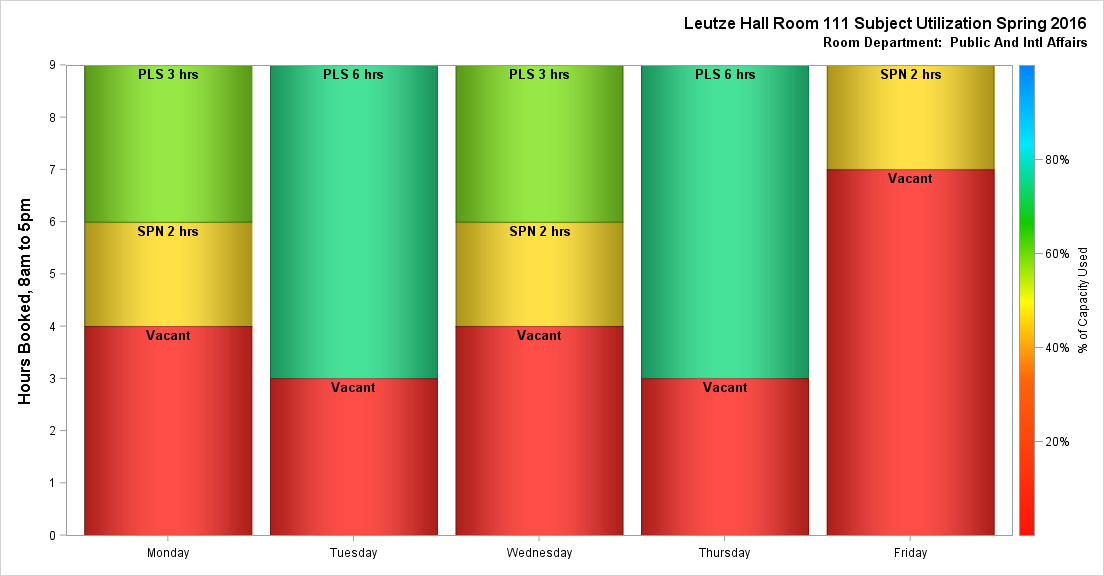 Leutze Hall Room 111 Subject Utilization Spring 2016
Room Department:  Public And Intl Affairs
Hours Booked, 8am to 5pm
9
8
7
6
5
4
3
2
1
0
PLS 3 hrs
SPN 2 hrs
Vacant
PLS 6 hrs
Vacant
PLS 3 hrs
SPN 2 hrs
Vacant
PLS 6 hrs
Vacant
SPN 2 hrs
Vacant
Monday
Tuesday
Wednesday
Thursday
Friday
80%
60%
40%
20%
% of Capacity Used